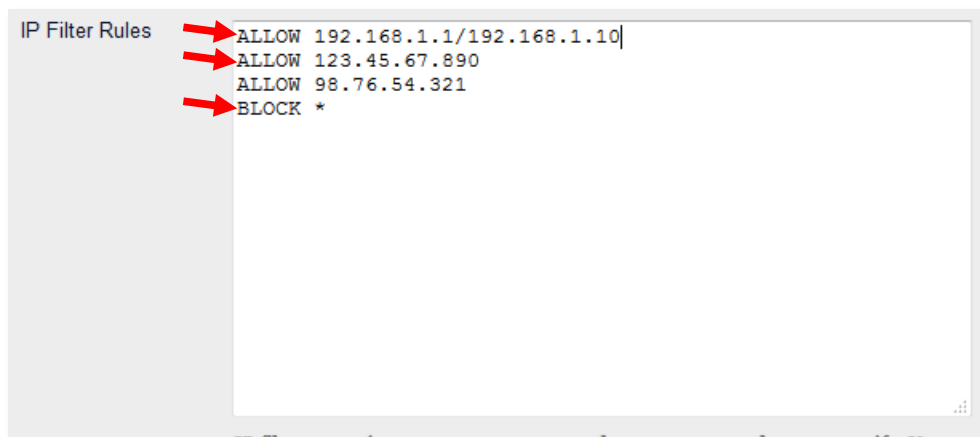 IP Filter Rules
ALLOW 192.168.1.1/192.168.1.10
ALLOW 123.45.67.890
ALLOW 98.76.54.321
BLOCK *